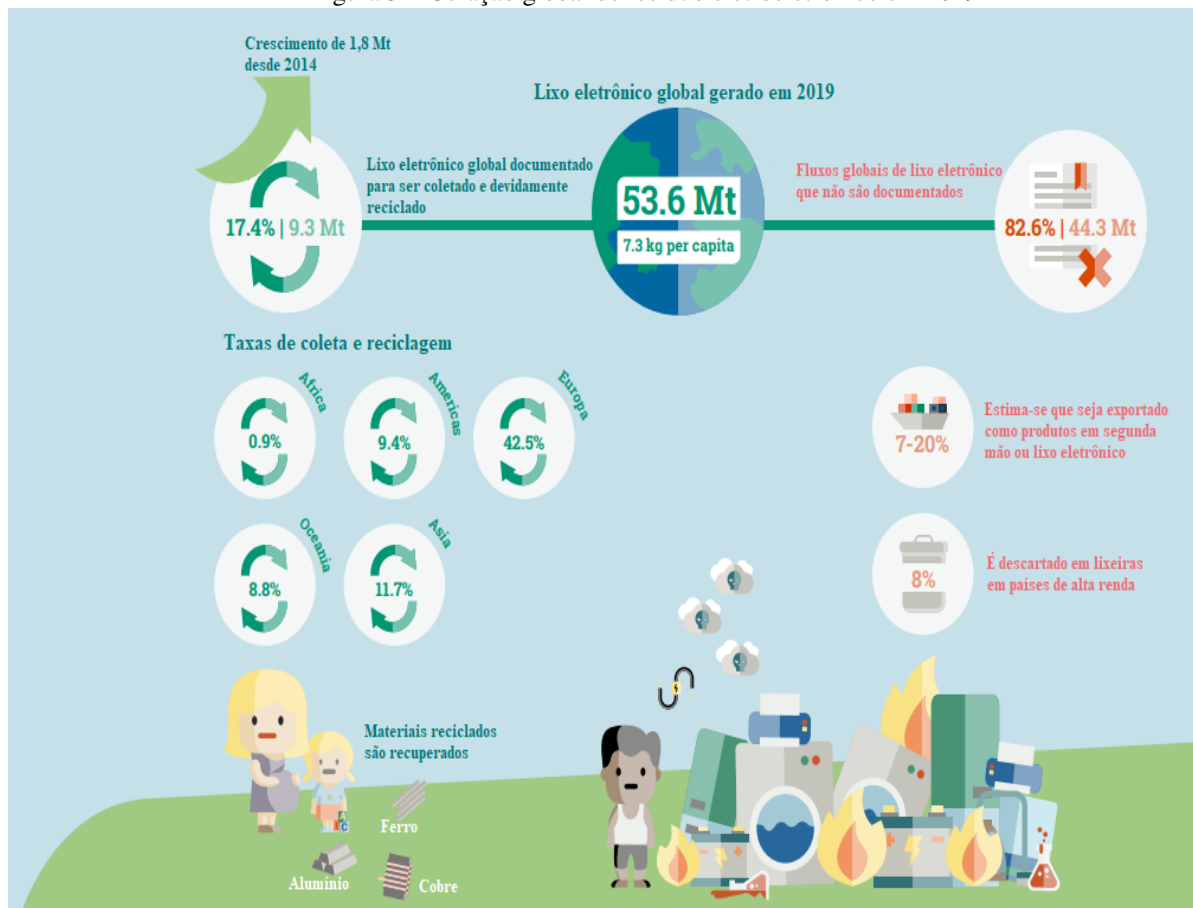 Crescimento de 1,8 Mt
desde 2014
Lixo eletrônico global gerado em 2019
Lixo eletrônico global documentado
para ser coletado e devidamente
reciclado
Fluxos globais de lixo eletrônico
que não são documentados
17.4% | 9.3 Mt
53.6 Mt
7.3 kg per capita
82.6% | 44.3 Mt
Taxas de coleta e reciclagem
Africa
0.9%
Americas
9.4%
Europa
42.5%
Oceania
8.8%
Asia
11.7%
7-20%
Estima-se que seja exportado
como produtos em segunda
mão ou lixo eletrônico
8%
É descartado em lixeiras
em países de alta renda
Materiais reciclados
são recuperados
A
C
Ferro
Alumínio
Cobre